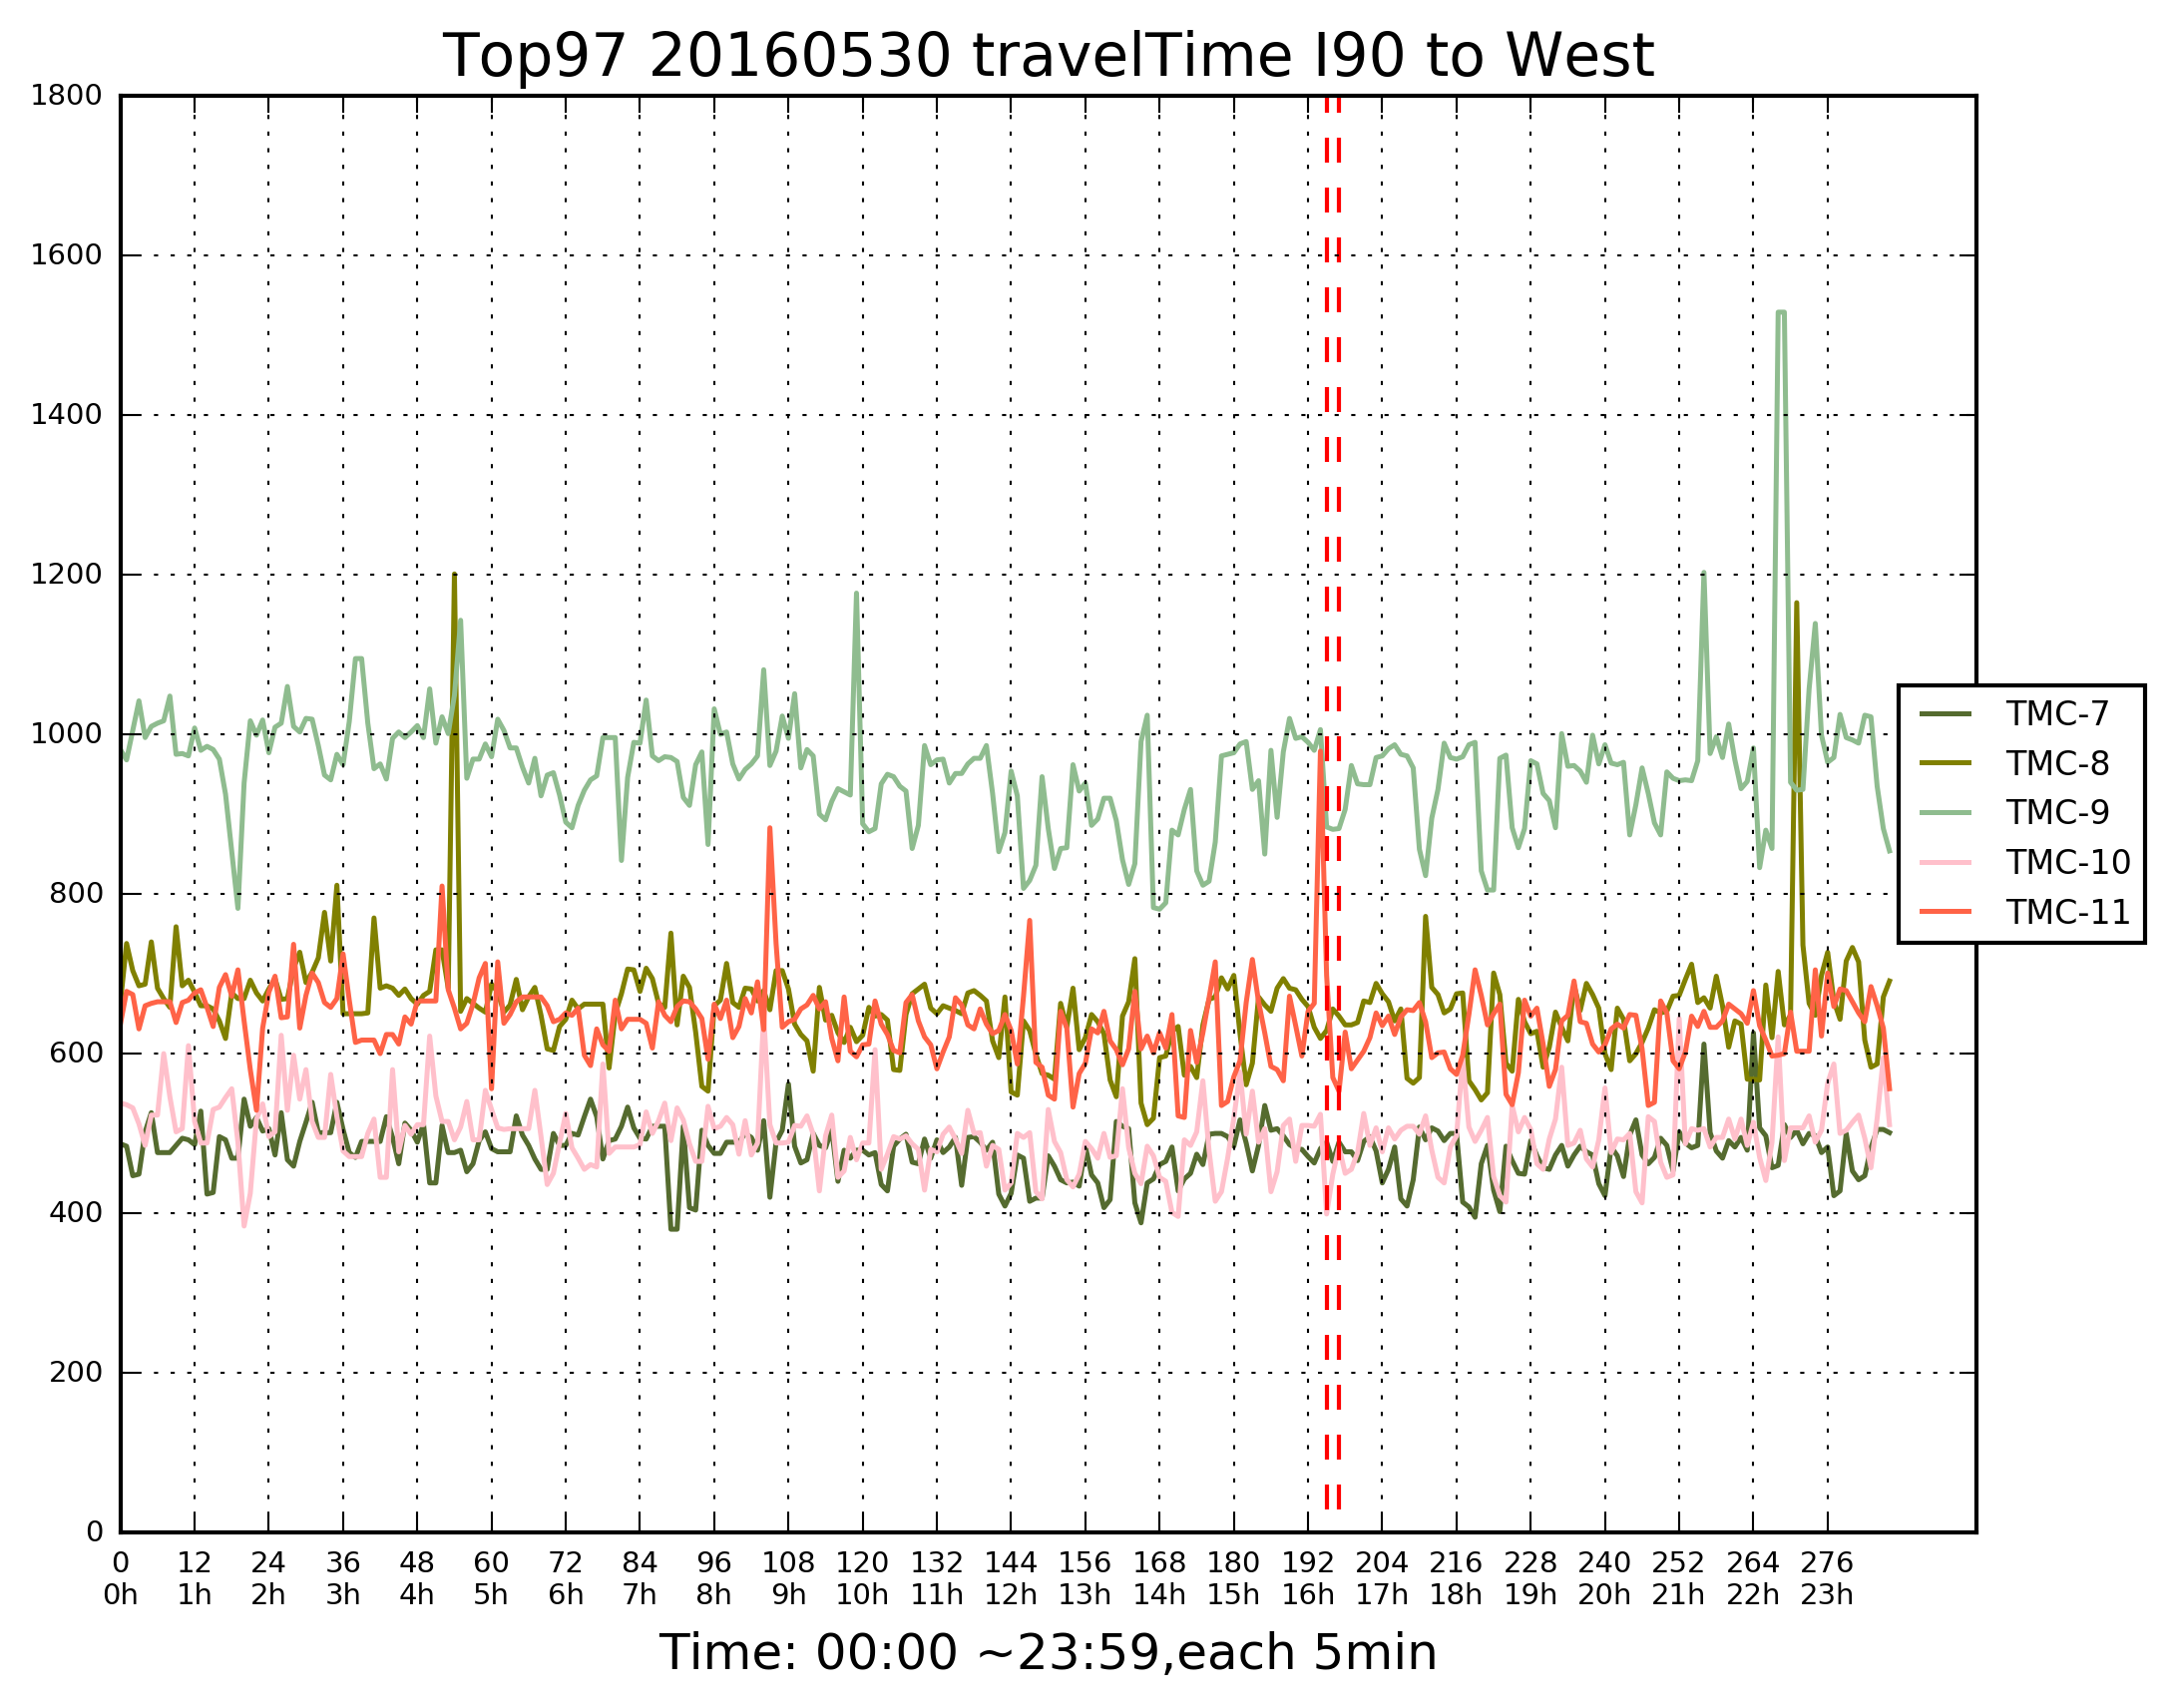 Top97 20160530 travelTime I90 to West
1800
1600
1400
1200
1000
800
600
400
200
0
TMC-7
TMC-8
TMC-9
TMC-10
TMC-11
0 12 24 36 48 60 72 84 96 108 120 132 144 156 168 180 192 204 216 228 240 252 264 276
0h 1h 2h 3h 4h 5h 6h 7h 8h 9h 10h 11h 12h 13h 14h 15h 16h 17h 18h 19h 20h 21h 22h 23h
Time: 00:00 ~23:59,each 5min